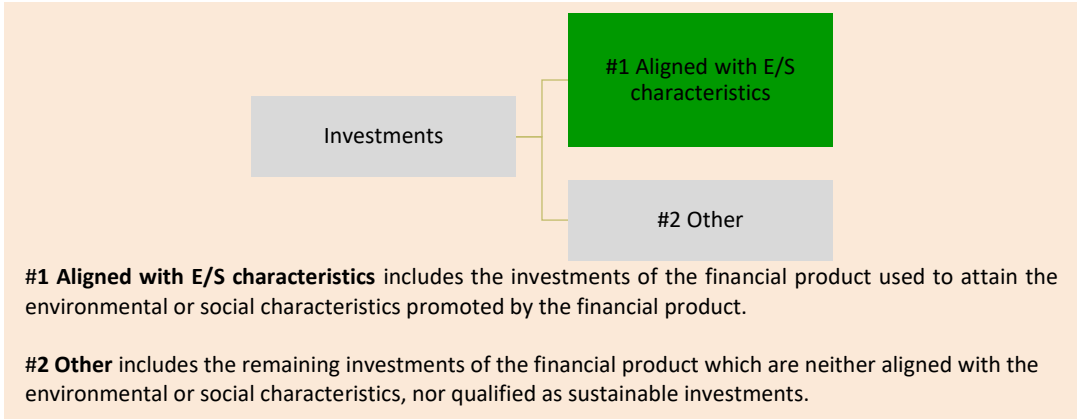 #1 Aligned with E/S
characteristics
Investments
#2 Other
#1 Aligned with E/S characteristics includes the investments of the financial product used to attain the
environmental or social characteristics promoted by the financial product.
#2 Other includes the remaining investments of the financial product which are neither aligned with the
environmental or social characteristics, nor qualified as sustainable investments.